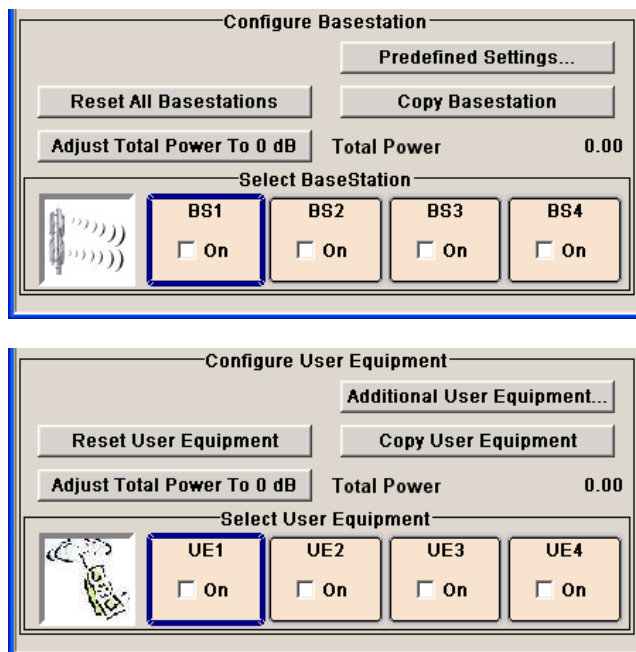 Configure Basestation
Predefined Settings...
Reset All Basestations Copy Basestation
Adjust Total Power To 0 dB Total Power 0.00
Select BaseStation
BS1 BS2 BS3 BS4
On On On On
Configure User Equipment
Additional User Equipment...
Reset User Equipment Copy User Equipment
Adjust Total Power To 0 dB Total Power 0.00
Select User Equipment
UE1 UE2 UE3 UE4
On On On On